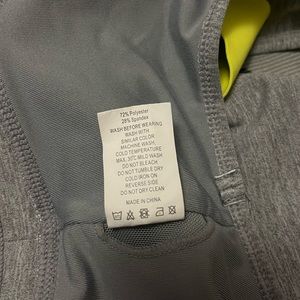 72% Polyester
28% Spandex
WASH BEFORE WEARING
WASH WITH
SIMILAR COLOR
MACHINE WASH,
COLD TEMPERATURE
MAX. 30℃ MILD WASH
DO NOT BLEACH
DO NOT TUMBLE DRY
COLD IRON ON
REVERSE SIDE
DO NOT DRY CLEAN
MADE IN CHINA